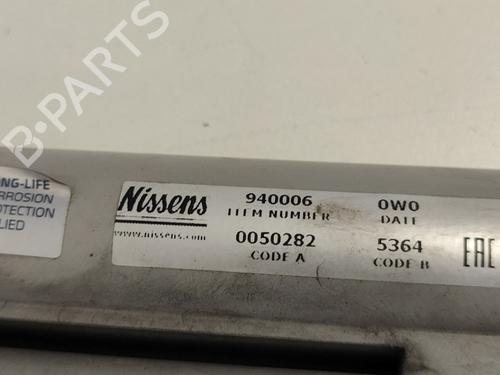 B-PARTS
NG-LIFE
RROSION
OTECTION
LIED
Nissens
940006
ITEM NUMBER
0W0
DATE
www.nissens.com
0050282
CODE A
5364
CODE B
EAC